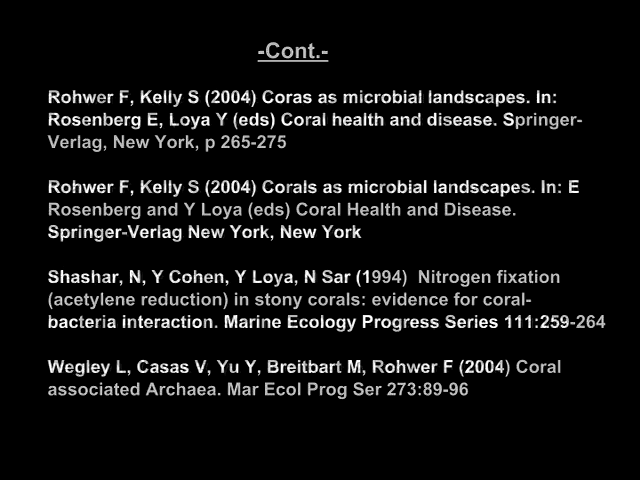 -Cont.-
Rohwer F, Kelly S (2004) Coras as microbial landscapes. In:
Rosenberg E, Loya Y (eds) Coral health and disease. Springer-
Verlag, New York, p 265-275
Rohwer F, Kelly S (2004) Corals as microbial landscapes. In: E
Rosenberg and Y Loya (eds) Coral Health and Disease.
Springer-Verlag New York, New York
Shashar, N, Y Cohen, Y Loya, N Sar (1994)  Nitrogen fixation
(acetylene reduction) in stony corals: evidence for coral-
bacteria interaction. Marine Ecology Progress Series 111:259-264
Wegley L, Casas V, Yu Y, Breitbart M, Rohwer F (2004) Coral
associated Archaea. Mar Ecol Prog Ser 273:89-96